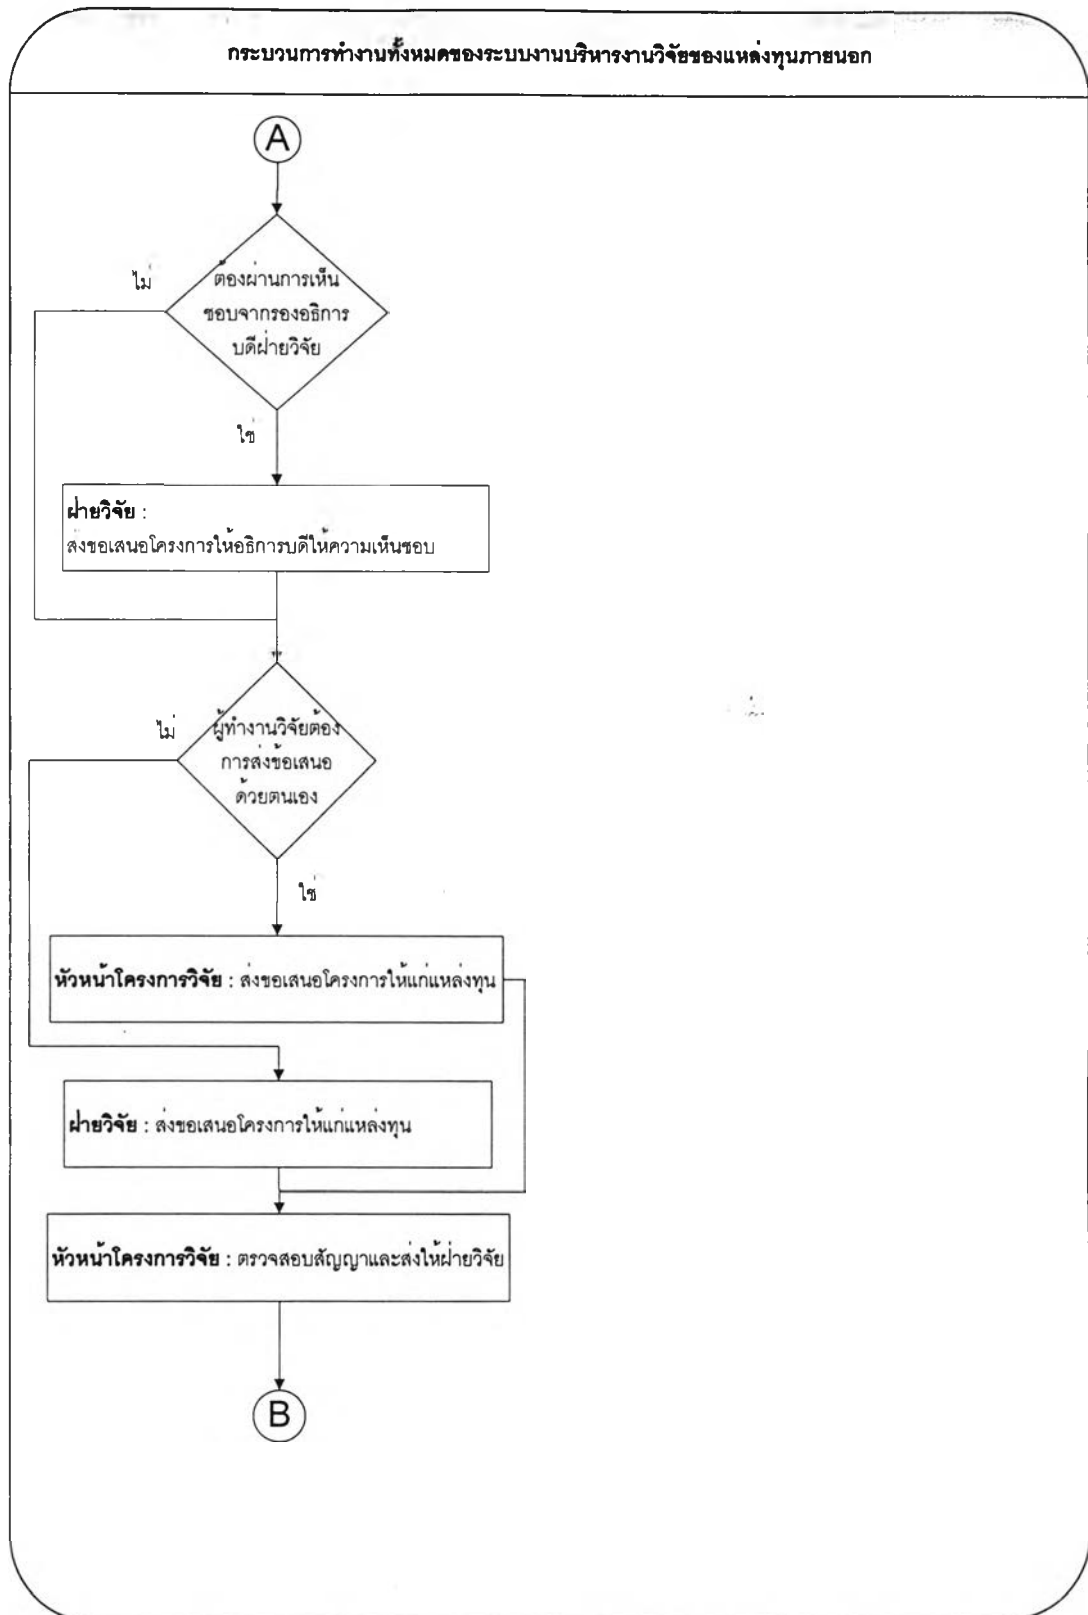 กระบวนการทำงานทั้งหมดของระบบงานบริหารงานวิจัยของแหล่งทุนภายนอก
A
ไม่
ต้องผ่านการเห็น
ชอบจากรองอธิการ
บดีฝ่ายวิจัย
ใช่
ฝ่ายวิจัย :
ส่งขอเสนอโครงการให้อธิการบดีให้ความเห็นชอบ
ไม่
ผู้ทำงานวิจัยต้อง
การส่งข้อเสนอ
ด้วยตนเอง
ใช่
หัวหน้าโครงการวิจัย : ส่งขอเสนอโครงการให้แก่แหล่งทุน
ฝ่ายวิจัย : ส่งขอเสนอโครงการให้แก่แหล่งทุน
หัวหน้าโครงการวิจัย : ตรวจสอบสัญญาและส่งให้ฝ่ายวิจัย
B